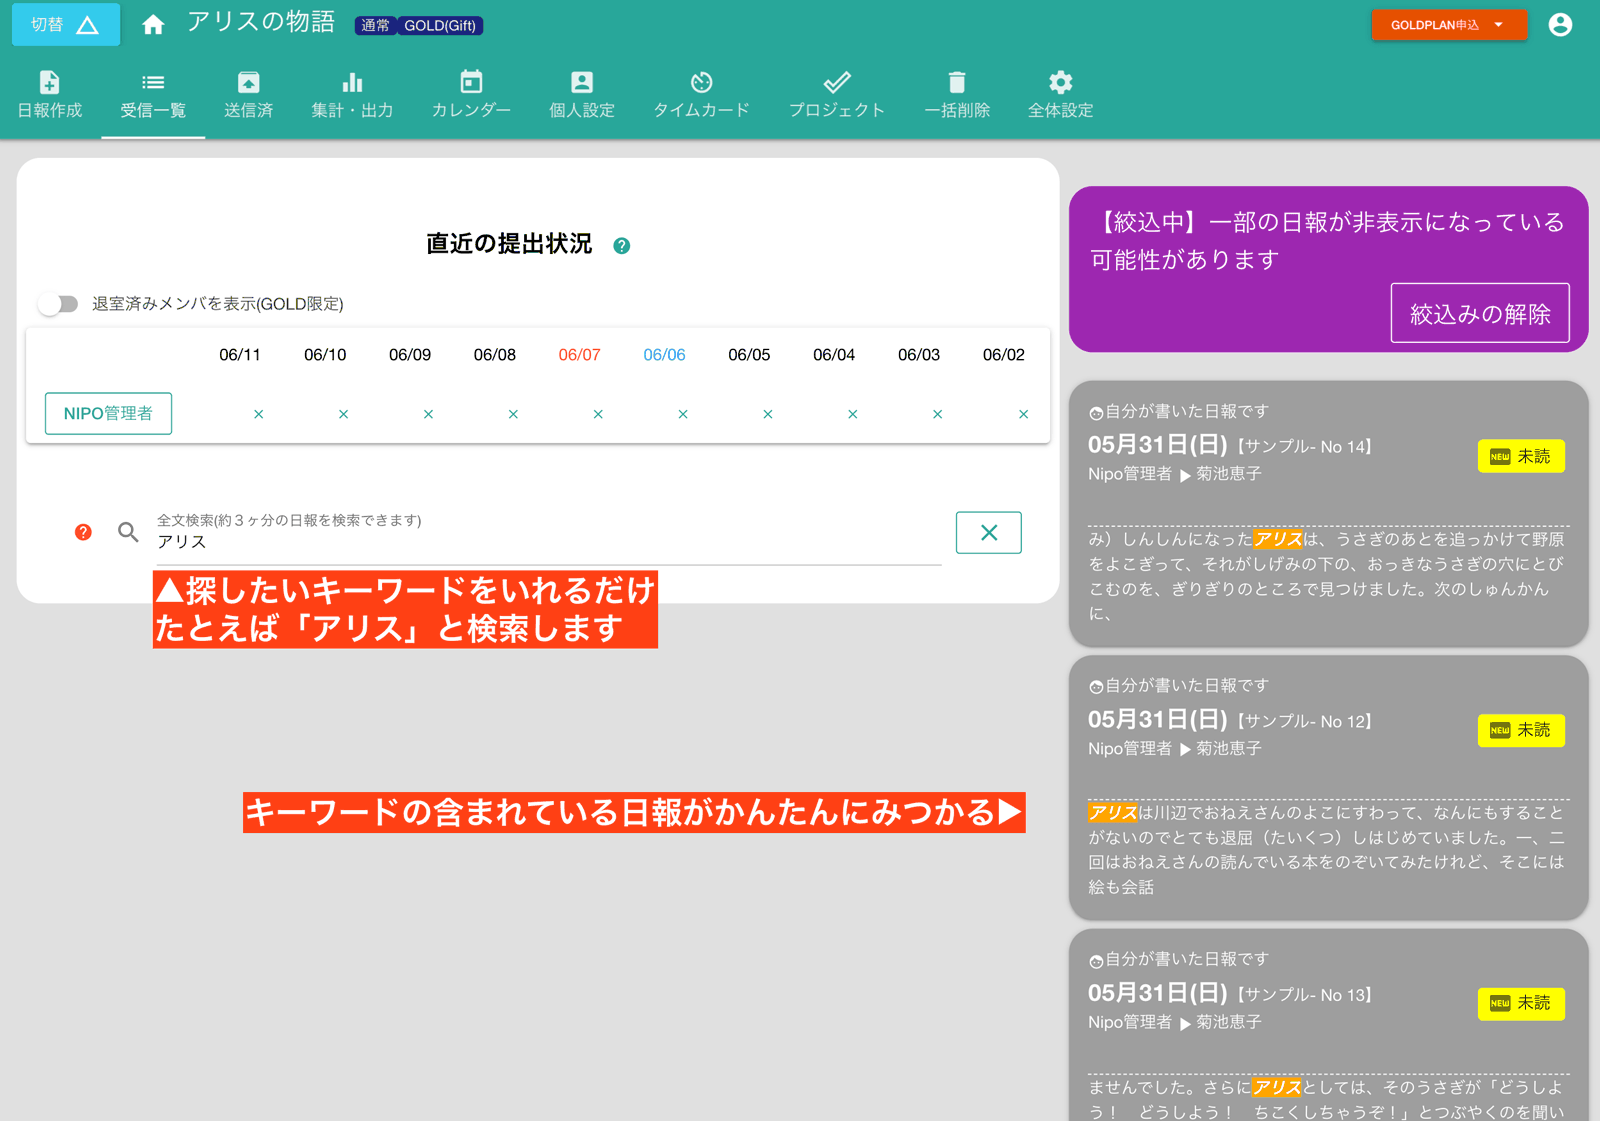 切替
アリスの物語
通常 GOLD(Gift)
GOLDPLAN申込
日報作成
受信一覧
送信済
集計・出力
カレンダー
個人設定
タイムカード
プロジェクト
一括削除
全体設定
直近の提出状況
退室済みメンバを表示(GOLD限定)
06/11 06/10 06/09 06/08 06/07 06/06 06/05 06/04 06/03 06/02
NIPO管理者 × × × × × × × × × ×
全文検索(約３ヶ分の日報を検索できます)
アリス
▲探したいキーワードをいれるだけ
たとえば「アリス」と検索します
キーワードの含まれている日報がかんたんにみつかる▶
【絞込中】一部の日報が非表示になっている
可能性があります
絞込みの解除
自分が書いた日報です
05月31日(日)【サンプル- No 14】
Nipo管理者 ▶ 菊池恵子
NEW 未読
み）しんしんになったアリスは、うさぎのあとを追っかけて野原
をよこぎって、それがしげみの下の、おっきなうさぎの穴にとび
こむのを、ぎりぎりのところで見つけました。次のしゅんかん
に、
自分が書いた日報です
05月31日(日)【サンプル- No 12】
Nipo管理者 ▶ 菊池恵子
NEW 未読
アリスは川辺でおねえさんのよこにすわって、なんにもすること
がないのでとても退屈（たいくつ）しはじめていました。一、二
回はおねえさんの読んでいる本をのぞいてみたけれど、そこには
絵も会話
自分が書いた日報です
05月31日(日)【サンプル- No 13】
Nipo管理者 ▶ 菊池恵子
NEW 未読
ませんでした。さらにアリスとしては、そのうさぎが「どうしよ
う！　どうしよう！　ちこくしちゃうぞ！」とつぶやくのを聞い